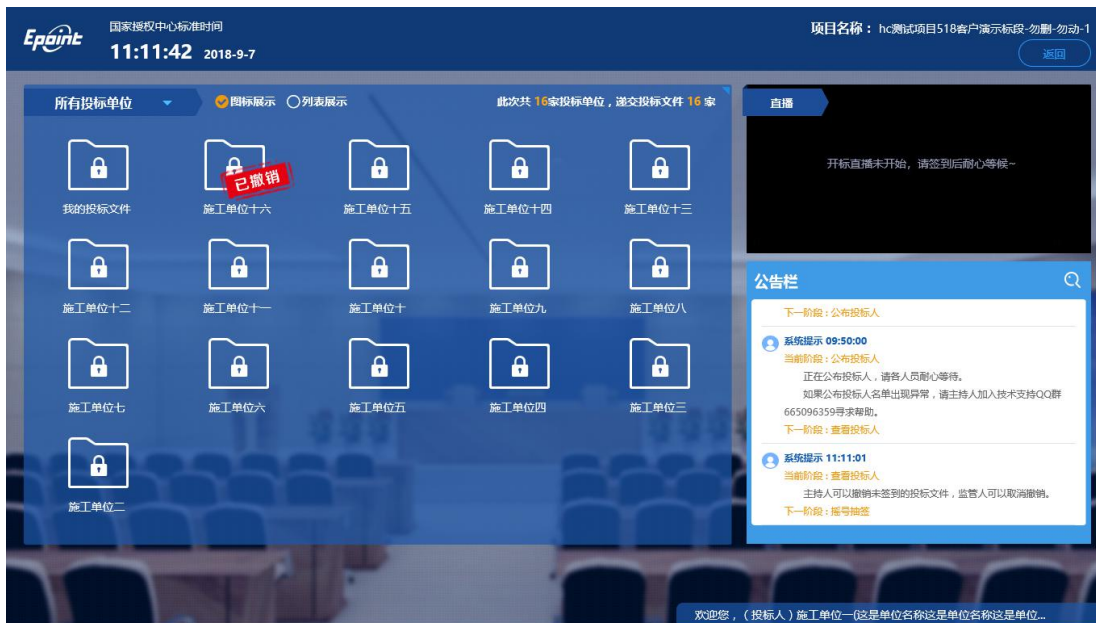 Epoint
国家授权中心标准时间
11:11:42 2018-9-7
项目名称： hc测试项目518客户演示标段-勿删-勿动-1
返回
所有投标单位 图标展示 列表展示 此次共 16家投标单位，递交投标文件 16 家
我的投标文件 施工单位十六 施工单位十五 施工单位十四 施工单位十三
已撤销
施工单位十二 施工单位十一 施工单位十 施工单位九 施工单位八
施工单位七 施工单位六 施工单位五 施工单位四 施工单位三
施工单位二
直播
开标直播未开始，请签到后耐心等候~
公告栏
下一阶段：公布投标人
系统提示 09:50:00
当前阶段：公布投标人
正在公布投标人，请各人员耐心等待。
如果公布投标人名单出现异常，请主持人加入技术支持QQ群
665096359寻求帮助。
下一阶段：查看投标人
系统提示 11:11:01
当前阶段：查看投标人
主持人可以撤销未签到的投标文件，监管人可以取消撤销。
下一阶段：摇号抽签
欢迎您，（投标人）施工单位一(这是单位名称这是单位名称这是单位...